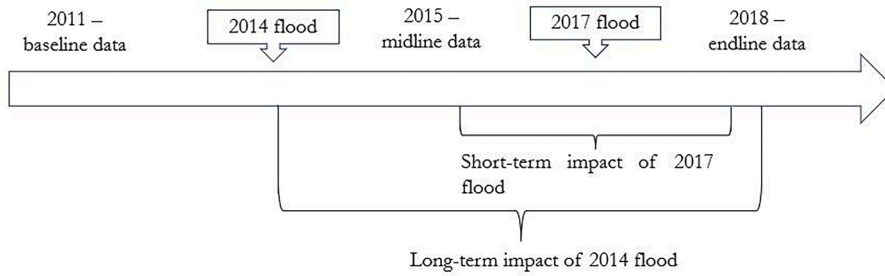 2011 –
baseline data
2014 flood
2015 –
midline data
2017 flood
2018 –
endline data
Short-term impact of 2017
flood
Long-term impact of 2014 flood